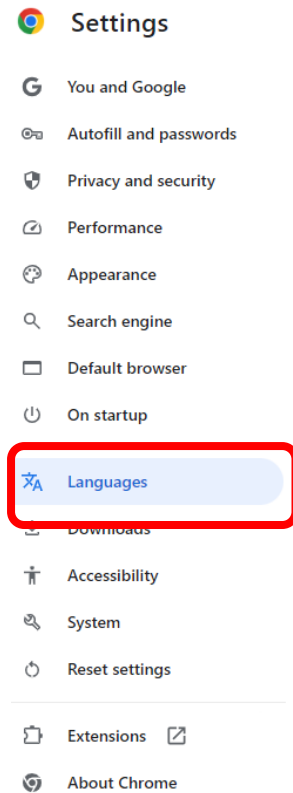 Settings
You and Google
Autofill and passwords
Privacy and security
Performance
Appearance
Search engine
Default browser
On startup
Languages
Downloads
Accessibility
System
Reset settings
Extensions
About Chrome